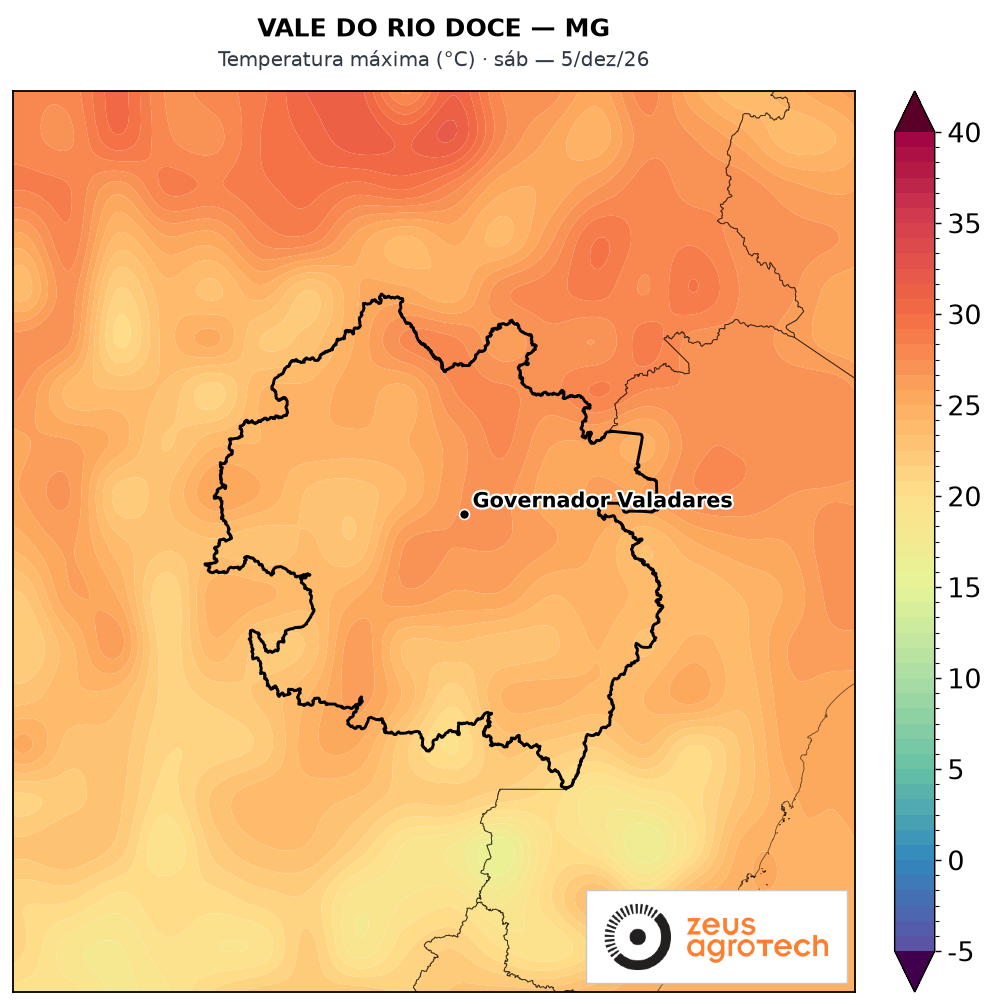 VALE DO RIO DOCE — MG
Temperatura máxima (°C) · sáb — 5/dez/26
40
35
30
25
20
15
10
5
0
-5
Governador Valadares
zeus
agrotech